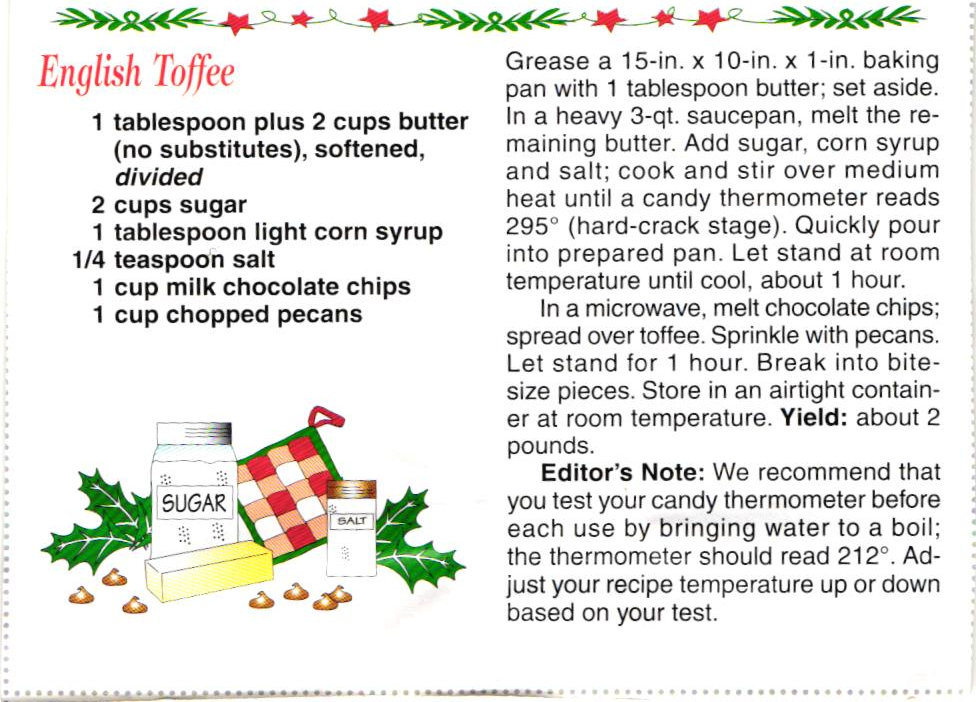 English Toffee
1 tablespoon plus 2 cups butter
(no substitutes), softened,
divided
2 cups sugar
1 tablespoon light corn syrup
1/4 teaspoon salt
1 cup milk chocolate chips
1 cup chopped pecans
SUGAR
SALT
Grease a 15-in. x 10-in. x 1-in. baking
pan with 1 tablespoon butter; set aside.
In a heavy 3-qt. saucepan, melt the re-
maining butter. Add sugar, corn syrup
and salt; cook and stir over medium
heat until a candy thermometer reads
295° (hard-crack stage). Quickly pour
into prepared pan. Let stand at room
temperature until cool, about 1 hour.
In a microwave, melt chocolate chips;
spread over toffee. Sprinkle with pecans.
Let stand for 1 hour. Break into bite-
size pieces. Store in an airtight contain-
er at room temperature. Yield: about 2
pounds.
Editor's Note: We recommend that
you test your candy thermometer before
each use by bringing water to a boil;
the thermometer should read 212°. Ad-
just your recipe temperature up or down
based on your test.